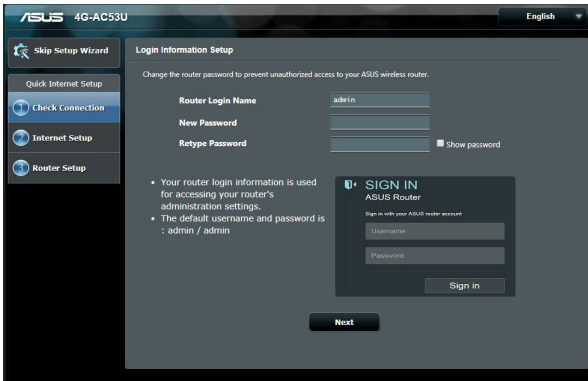 ASUS 4G-AC53U
English
Skip Setup Wizard
Quick Internet Setup
1 Check Connection
2 Internet Setup
3 Router Setup
Login Information Setup
Change the router password to prevent unauthorized access to your ASUS wireless router.
Router Login Name admin
New Password
Retype Password Show password
• Your router login information is used
for accessing your router's
administration settings.
• The default username and password is
: admin / admin
SIGN IN
ASUS Router
Sign in with your ASUS router account
Username
Password
Sign in
Next